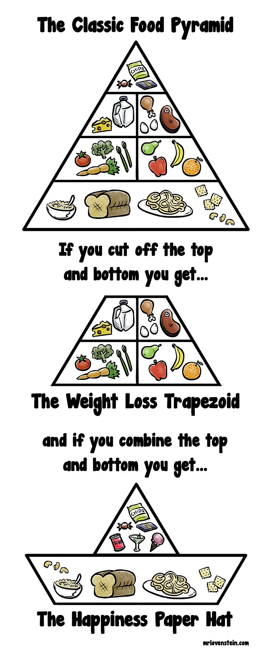 The Classic Food Pyramid
If you cut off the top
and bottom you get...
The Weight Loss Trapezoid
and if you combine the top
and bottom you get...
The Happiness Paper Hat
mrlovenstein.com